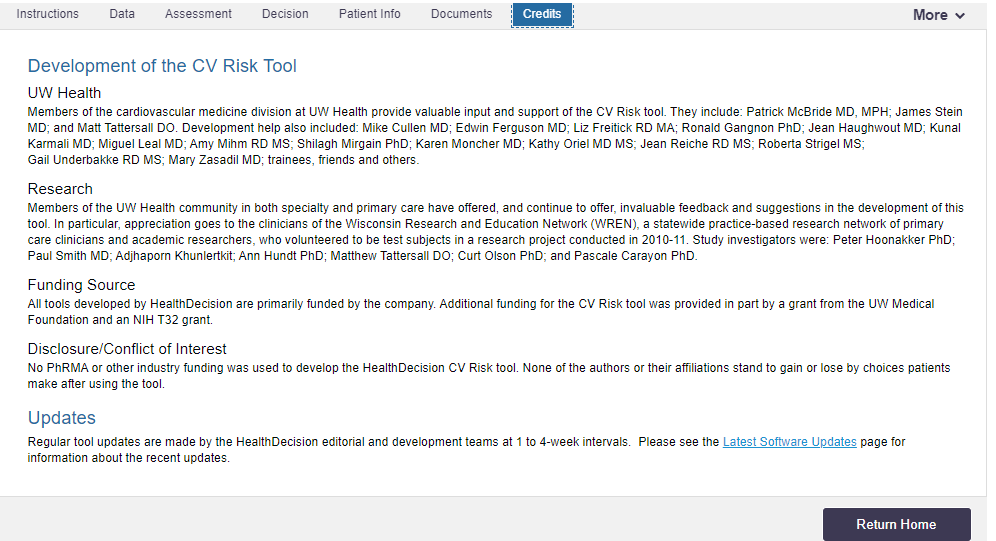 Instructions Data Assessment Decision Patient Info Documents Credits More
Development of the CV Risk Tool
UW Health
Members of the cardiovascular medicine division at UW Health provide valuable input and support of the CV Risk tool. They include: Patrick McBride MD, MPH; James Stein
MD; and Matt Tattersall DO. Development help also included: Mike Cullen MD; Edwin Ferguson MD; Liz Freitick RD MA; Ronald Gangnon PhD; Jean Haughwout MD; Kunal
Karmali MD; Miguel Leal MD; Amy Mihm RD MS; Shilagh Mirgain PhD; Karen Moncher MD; Kathy Oriel MD MS; Jean Reiche RD MS; Roberta Strigel MS;
Gail Underbakke RD MS; Mary Zasadil MD; trainees, friends and others.
Research
Members of the UW Health community in both specialty and primary care have offered, and continue to offer, invaluable feedback and suggestions in the development of this
tool. In particular, appreciation goes to the clinicians of the Wisconsin Research and Education Network (WREN), a statewide practice-based research network of primary
care clinicians and academic researchers, who volunteered to be test subjects in a research project conducted in 2010-11. Study investigators were: Peter Hoonakker PhD;
Paul Smith MD; Adjhaporn Khunlertkit; Ann Hundt PhD; Matthew Tattersall DO; Curt Olson PhD; and Pascale Carayon PhD.
Funding Source
All tools developed by HealthDecision are primarily funded by the company. Additional funding for the CV Risk tool was provided in part by a grant from the UW Medical
Foundation and an NIH T32 grant.
Disclosure/Conflict of Interest
No PhRMA or other industry funding was used to develop the HealthDecision CV Risk tool. None of the authors or their affiliations stand to gain or lose by choices patients
make after using the tool.
Updates
Regular tool updates are made by the HealthDecision editorial and development teams at 1 to 4-week intervals. Please see the Latest Software Updates page for
information about the recent updates.
Return Home